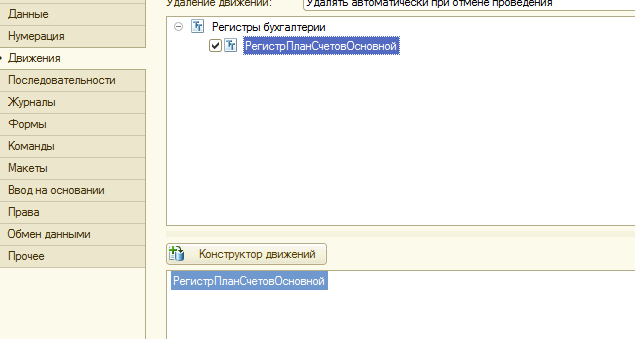 Удаление движений:
Удалять автоматически при отмене проведения
Данные
Нумерация
Движения
Последовательности
Журналы
Формы
Команды
Макеты
Ввод на основании
Права
Обмен данными
Прочее
Регистры бухгалтерии
РегистрПланСчетовОсновной
Конструктор движений
РегистрПланСчетовОсновной